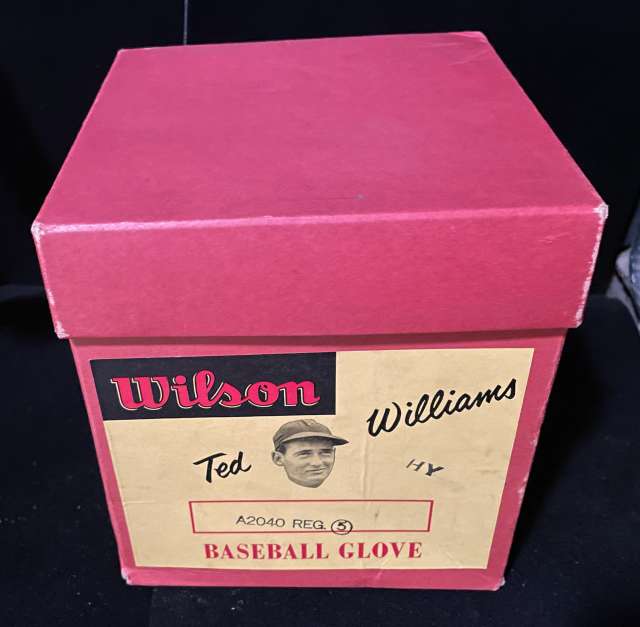 Wilson
Ted Williams
HY
A2040 REG. 5
BASEBALL GLOVE